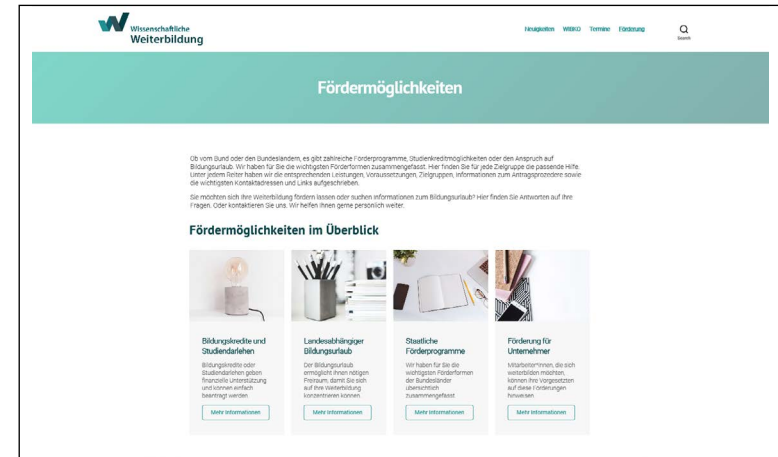 Wissenschaftliche
Weiterbildung
Neuigkeiten WIBKO Termine Förderung
Search
Fördermöglichkeiten
Ob vom Bund oder den Bundesländern, es gibt zahlreiche Förderprogramme, Studienkreditmöglichkeiten oder den Anspruch auf
Bildungsurlaub. Wir haben für Sie die wichtigsten Förderformen zusammengefasst. Hier finden Sie für jede Zielgruppe die passende Hilfe.
Unter jedem Reiter haben wir die entsprechenden Leistungen, Voraussetzungen, Zielgruppen, Informationen zum Antragsprozedere sowie
die wichtigsten Kontaktadressen und Links aufgeschrieben.
Sie möchten sich Ihre Weiterbildung fördern lassen oder suchen Informationen zum Bildungsurlaub? Hier finden Sie Antworten auf Ihre
Fragen. Oder kontaktieren Sie uns. Wir helfen Ihnen gerne persönlich weiter.
Fördermöglichkeiten im Überblick
Bildungskredite und
Studiendarlehen
Bildungskredite oder
Studiendarlehen geben
finanzielle Unterstützung
und können einfach
beantragt werden.
Mehr Informationen
Landesabhängiger
Bildungsurlaub
Der Bildungsurlaub
ermöglicht Ihnen nötigen
Freiraum, damit Sie sich
auf Ihre Weiterbildung
konzentrieren können.
Mehr Informationen
Staatliche
Förderprogramme
Wir haben für Sie die
wichtigsten Förderformen
der Bundesländer
übersichtlich
zusammengefasst.
Mehr Informationen
Förderung für
Unternehmer
Mitarbeiter*innen, die sich
weiterbilden möchten,
können ihre Vorgesetzten
auf diese Förderungen
hinweisen.
Mehr Informationen